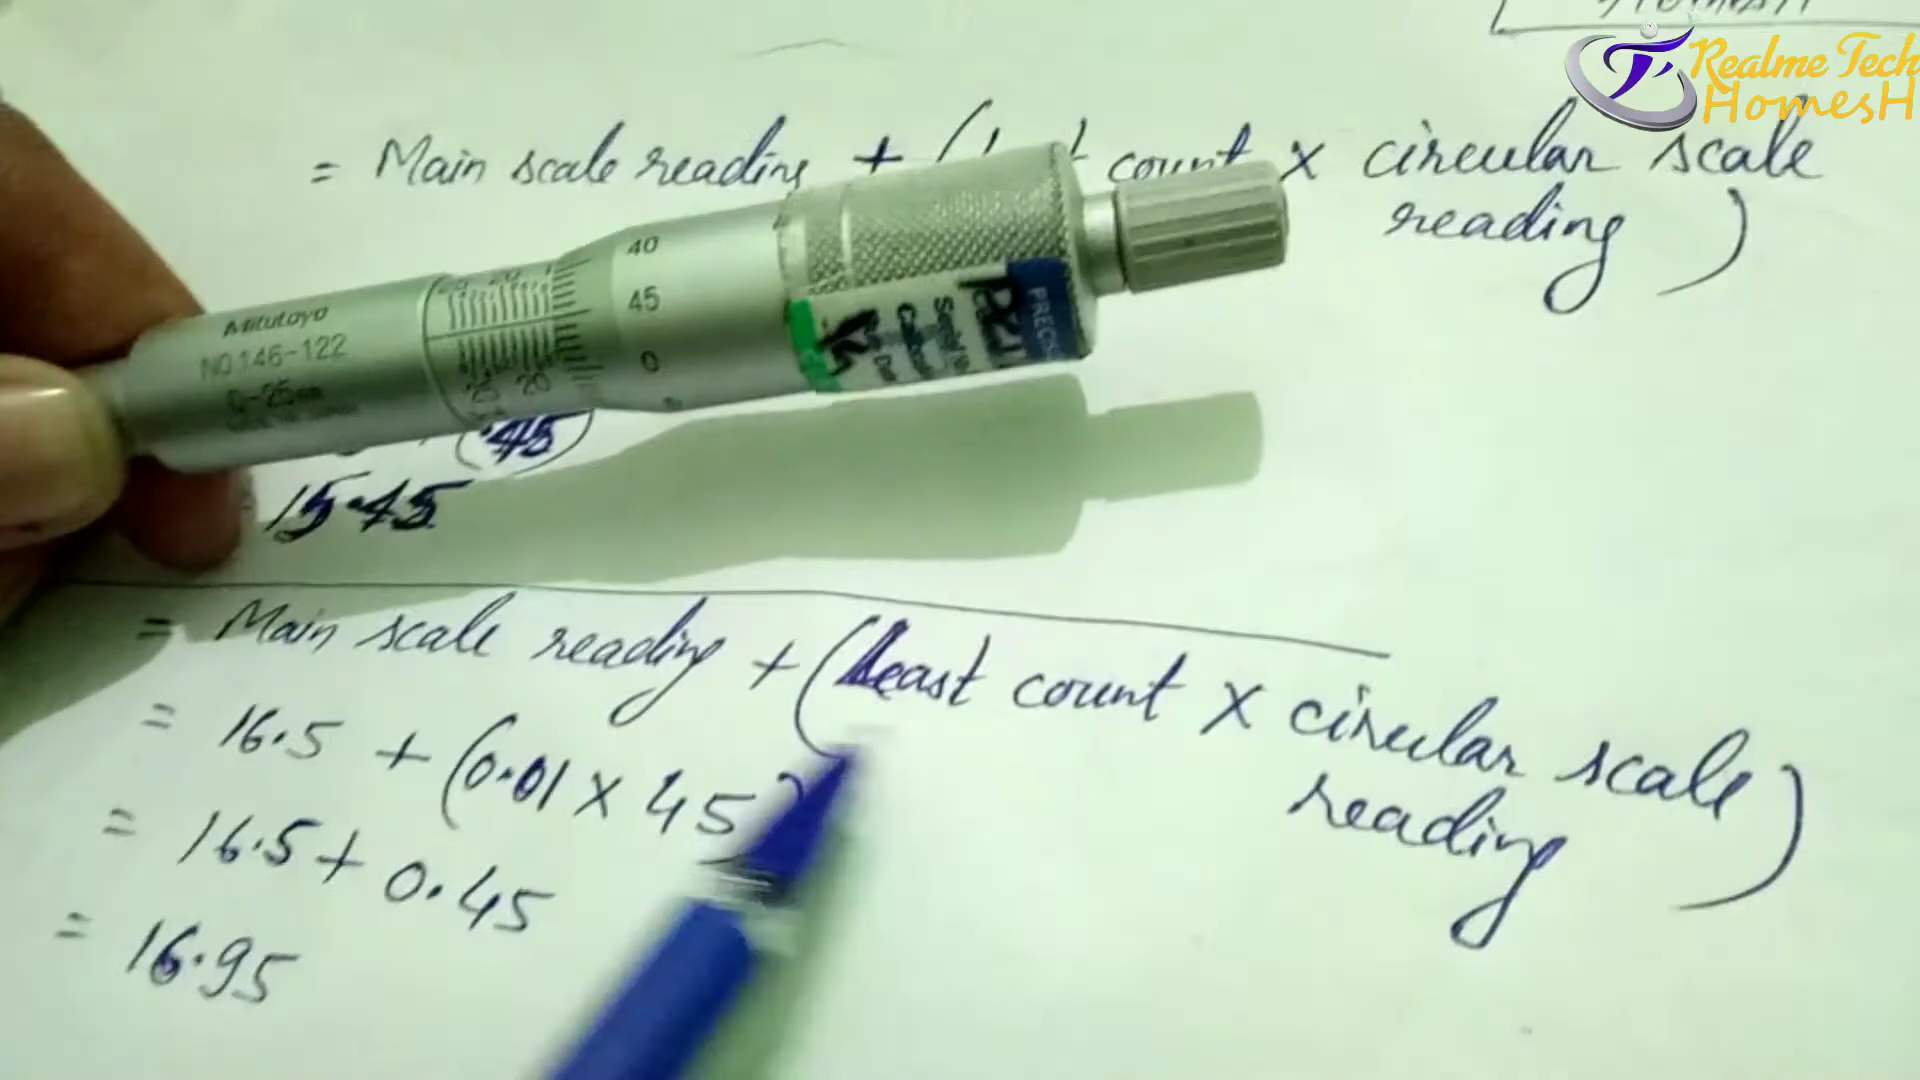 Realme Tech
HomesH
= Main scale reading + ( count × circular scale
reading )
40
45
0
Mitutoyo
NO.146-122
0-25mm
20
20
PRECIS
.45
15.45
= Main scale reading + (Least count × circular scale
reading )
= 16.5 + (0.01 × 45)
= 16.5 + 0.45
= 16.95